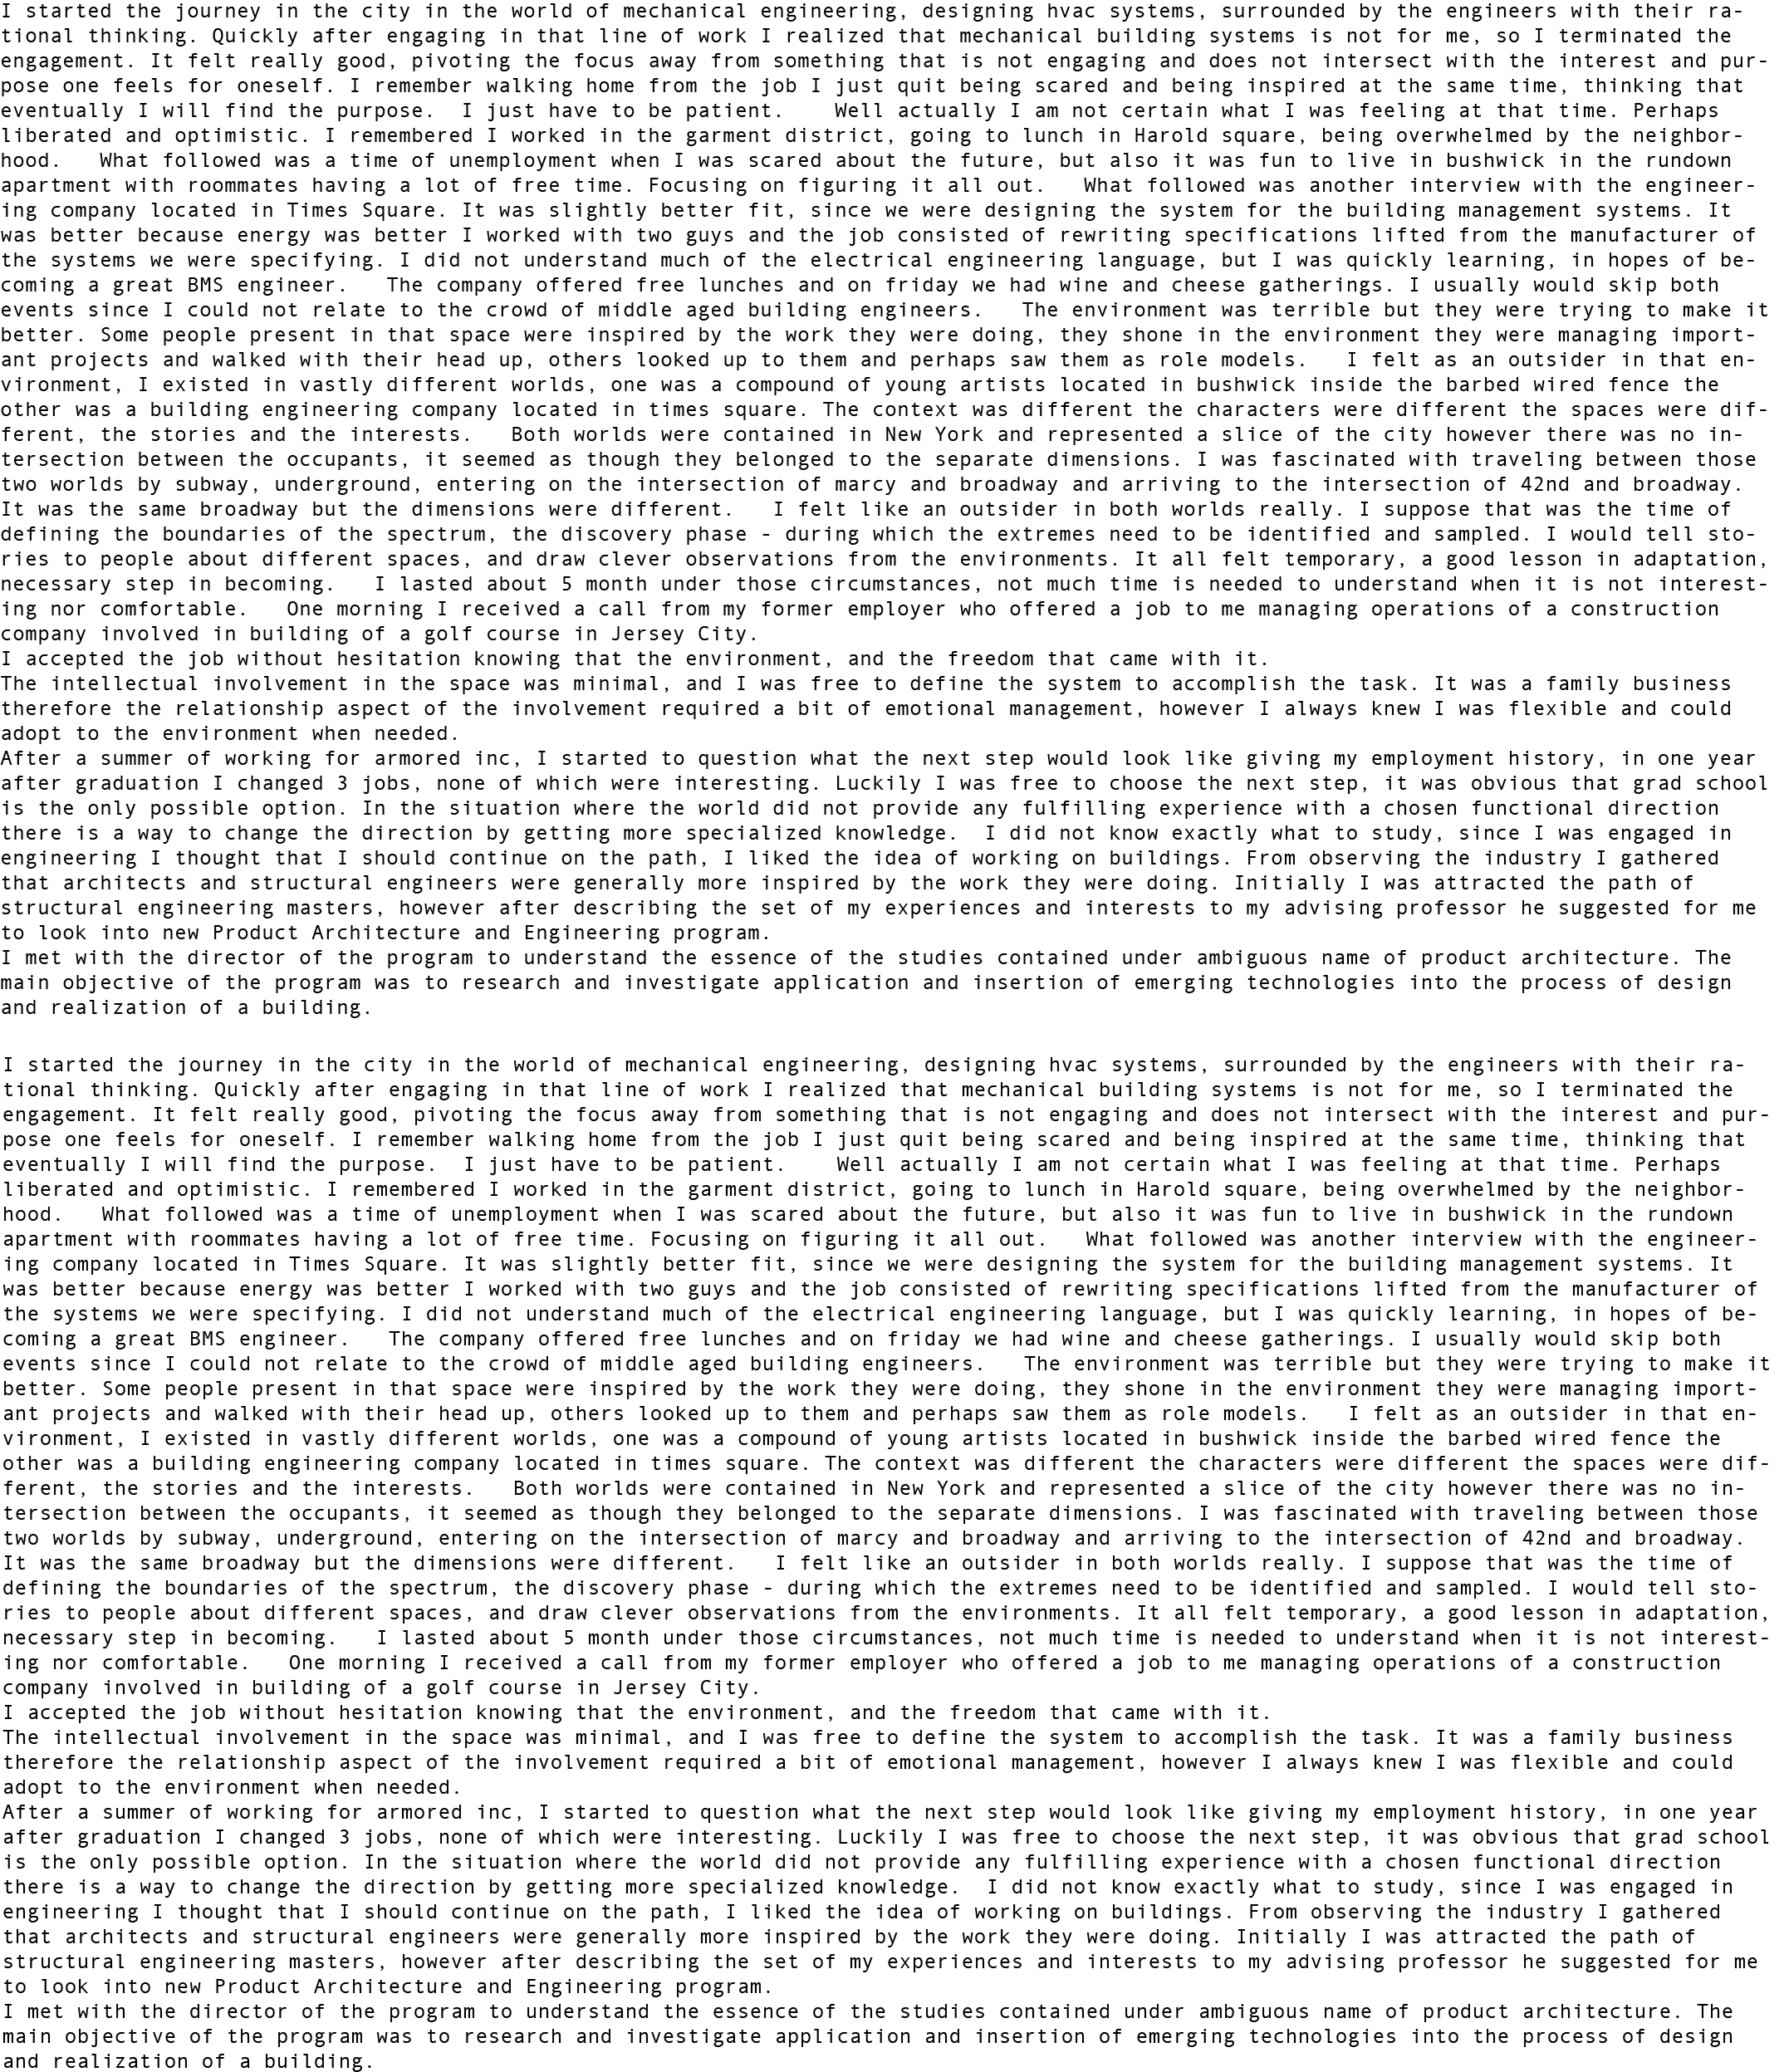 I started the journey in the city in the world of mechanical engineering, designing hvac systems, surrounded by the engineers with their ra-
tional thinking. Quickly after engaging in that line of work I realized that mechanical building systems is not for me, so I terminated the
engagement. It felt really good, pivoting the focus away from something that is not engaging and does not intersect with the interest and pur-
pose one feels for oneself. I remember walking home from the job I just quit being scared and being inspired at the same time, thinking that
eventually I will find the purpose.  I just have to be patient.    Well actually I am not certain what I was feeling at that time. Perhaps
liberated and optimistic. I remembered I worked in the garment district, going to lunch in Harold square, being overwhelmed by the neighbor-
hood.   What followed was a time of unemployment when I was scared about the future, but also it was fun to live in bushwick in the rundown
apartment with roommates having a lot of free time. Focusing on figuring it all out.   What followed was another interview with the engineer-
ing company located in Times Square. It was slightly better fit, since we were designing the system for the building management systems. It
was better because energy was better I worked with two guys and the job consisted of rewriting specifications lifted from the manufacturer of
the systems we were specifying. I did not understand much of the electrical engineering language, but I was quickly learning, in hopes of be-
coming a great BMS engineer.   The company offered free lunches and on friday we had wine and cheese gatherings. I usually would skip both
events since I could not relate to the crowd of middle aged building engineers.   The environment was terrible but they were trying to make it
better. Some people present in that space were inspired by the work they were doing, they shone in the environment they were managing import-
ant projects and walked with their head up, others looked up to them and perhaps saw them as role models.   I felt as an outsider in that en-
vironment, I existed in vastly different worlds, one was a compound of young artists located in bushwick inside the barbed wired fence the
other was a building engineering company located in times square. The context was different the characters were different the spaces were dif-
ferent, the stories and the interests.   Both worlds were contained in New York and represented a slice of the city however there was no in-
tersection between the occupants, it seemed as though they belonged to the separate dimensions. I was fascinated with traveling between those
two worlds by subway, underground, entering on the intersection of marcy and broadway and arriving to the intersection of 42nd and broadway.
It was the same broadway but the dimensions were different.   I felt like an outsider in both worlds really. I suppose that was the time of
defining the boundaries of the spectrum, the discovery phase - during which the extremes need to be identified and sampled. I would tell sto-
ries to people about different spaces, and draw clever observations from the environments. It all felt temporary, a good lesson in adaptation,
necessary step in becoming.   I lasted about 5 month under those circumstances, not much time is needed to understand when it is not interest-
ing nor comfortable.   One morning I received a call from my former employer who offered a job to me managing operations of a construction
company involved in building of a golf course in Jersey City.
I accepted the job without hesitation knowing that the environment, and the freedom that came with it.
The intellectual involvement in the space was minimal, and I was free to define the system to accomplish the task. It was a family business
therefore the relationship aspect of the involvement required a bit of emotional management, however I always knew I was flexible and could
adopt to the environment when needed.
After a summer of working for armored inc, I started to question what the next step would look like giving my employment history, in one year
after graduation I changed 3 jobs, none of which were interesting. Luckily I was free to choose the next step, it was obvious that grad school
is the only possible option. In the situation where the world did not provide any fulfilling experience with a chosen functional direction
there is a way to change the direction by getting more specialized knowledge.  I did not know exactly what to study, since I was engaged in
engineering I thought that I should continue on the path, I liked the idea of working on buildings. From observing the industry I gathered
that architects and structural engineers were generally more inspired by the work they were doing. Initially I was attracted the path of
structural engineering masters, however after describing the set of my experiences and interests to my advising professor he suggested for me
to look into new Product Architecture and Engineering program.
I met with the director of the program to understand the essence of the studies contained under ambiguous name of product architecture. The
main objective of the program was to research and investigate application and insertion of emerging technologies into the process of design
and realization of a building.
I started the journey in the city in the world of mechanical engineering, designing hvac systems, surrounded by the engineers with their ra-
tional thinking. Quickly after engaging in that line of work I realized that mechanical building systems is not for me, so I terminated the
engagement. It felt really good, pivoting the focus away from something that is not engaging and does not intersect with the interest and pur-
pose one feels for oneself. I remember walking home from the job I just quit being scared and being inspired at the same time, thinking that
eventually I will find the purpose.  I just have to be patient.    Well actually I am not certain what I was feeling at that time. Perhaps
liberated and optimistic. I remembered I worked in the garment district, going to lunch in Harold square, being overwhelmed by the neighbor-
hood.   What followed was a time of unemployment when I was scared about the future, but also it was fun to live in bushwick in the rundown
apartment with roommates having a lot of free time. Focusing on figuring it all out.   What followed was another interview with the engineer-
ing company located in Times Square. It was slightly better fit, since we were designing the system for the building management systems. It
was better because energy was better I worked with two guys and the job consisted of rewriting specifications lifted from the manufacturer of
the systems we were specifying. I did not understand much of the electrical engineering language, but I was quickly learning, in hopes of be-
coming a great BMS engineer.   The company offered free lunches and on friday we had wine and cheese gatherings. I usually would skip both
events since I could not relate to the crowd of middle aged building engineers.   The environment was terrible but they were trying to make it
better. Some people present in that space were inspired by the work they were doing, they shone in the environment they were managing import-
ant projects and walked with their head up, others looked up to them and perhaps saw them as role models.   I felt as an outsider in that en-
vironment, I existed in vastly different worlds, one was a compound of young artists located in bushwick inside the barbed wired fence the
other was a building engineering company located in times square. The context was different the characters were different the spaces were dif-
ferent, the stories and the interests.   Both worlds were contained in New York and represented a slice of the city however there was no in-
tersection between the occupants, it seemed as though they belonged to the separate dimensions. I was fascinated with traveling between those
two worlds by subway, underground, entering on the intersection of marcy and broadway and arriving to the intersection of 42nd and broadway.
It was the same broadway but the dimensions were different.   I felt like an outsider in both worlds really. I suppose that was the time of
defining the boundaries of the spectrum, the discovery phase - during which the extremes need to be identified and sampled. I would tell sto-
ries to people about different spaces, and draw clever observations from the environments. It all felt temporary, a good lesson in adaptation,
necessary step in becoming.   I lasted about 5 month under those circumstances, not much time is needed to understand when it is not interest-
ing nor comfortable.   One morning I received a call from my former employer who offered a job to me managing operations of a construction
company involved in building of a golf course in Jersey City.
I accepted the job without hesitation knowing that the environment, and the freedom that came with it.
The intellectual involvement in the space was minimal, and I was free to define the system to accomplish the task. It was a family business
therefore the relationship aspect of the involvement required a bit of emotional management, however I always knew I was flexible and could
adopt to the environment when needed.
After a summer of working for armored inc, I started to question what the next step would look like giving my employment history, in one year
after graduation I changed 3 jobs, none of which were interesting. Luckily I was free to choose the next step, it was obvious that grad school
is the only possible option. In the situation where the world did not provide any fulfilling experience with a chosen functional direction
there is a way to change the direction by getting more specialized knowledge.  I did not know exactly what to study, since I was engaged in
engineering I thought that I should continue on the path, I liked the idea of working on buildings. From observing the industry I gathered
that architects and structural engineers were generally more inspired by the work they were doing. Initially I was attracted the path of
structural engineering masters, however after describing the set of my experiences and interests to my advising professor he suggested for me
to look into new Product Architecture and Engineering program.
I met with the director of the program to understand the essence of the studies contained under ambiguous name of product architecture. The
main objective of the program was to research and investigate application and insertion of emerging technologies into the process of design
and realization of a building.